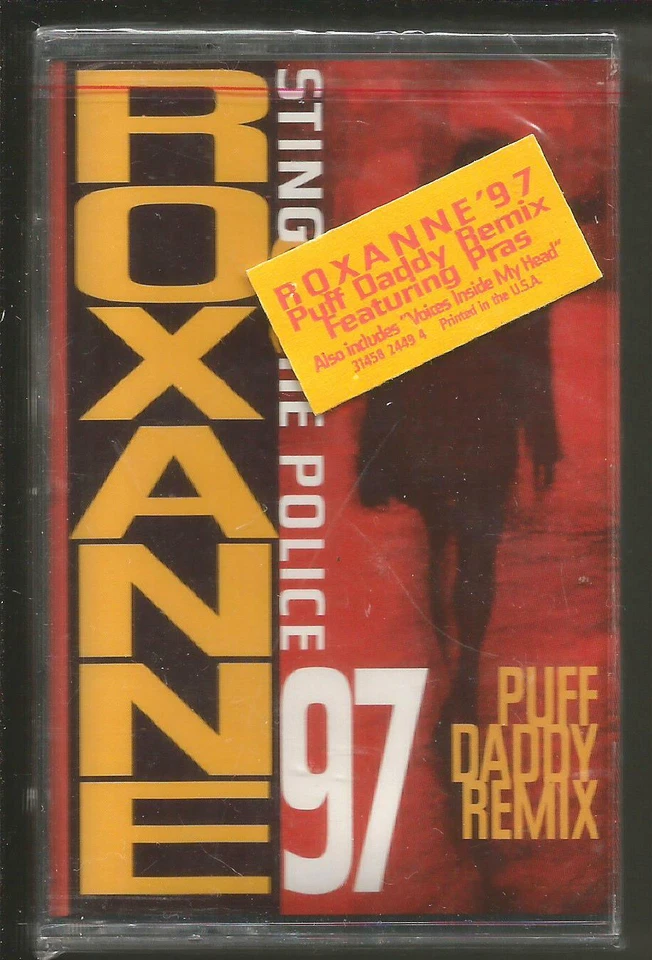 ROXANNE
STING
THE POLICE
97
ROXANNE '97
Puff Daddy Remix
Featuring Pras
Also includes "Voices Inside My Head"
31458 2449 4 Printed in the U.S.A.
PUFF
DADDY
REMIX